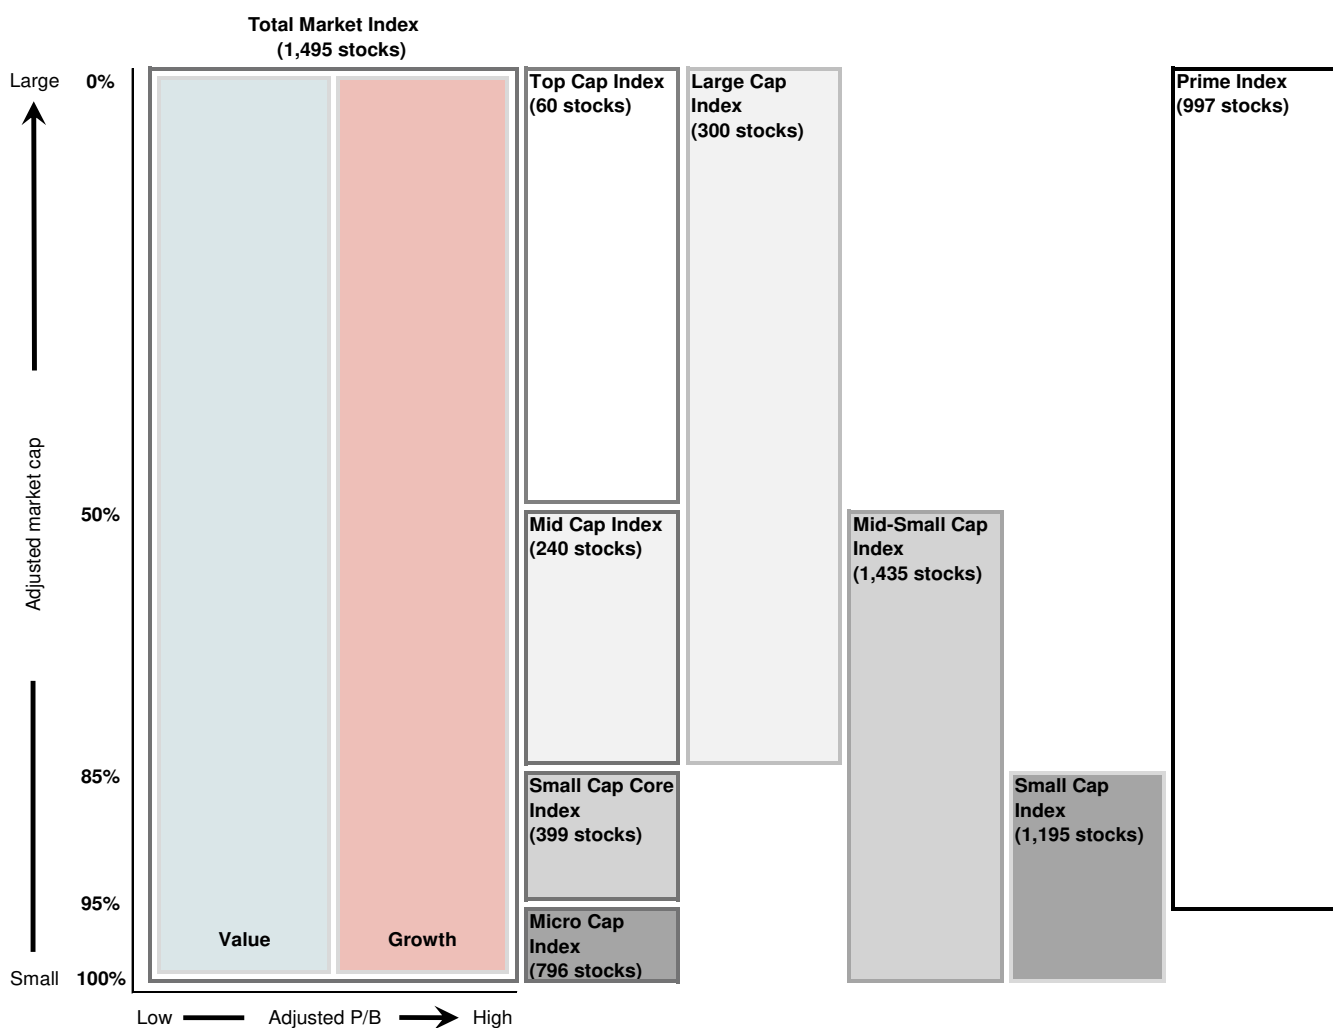 Total Market Index
(1,495 stocks)
Large
0%
Top Cap Index
(60 stocks)
Large Cap
Index
(300 stocks)
Prime Index
(997 stocks)
Adjusted market cap
50%
Mid Cap Index
(240 stocks)
Mid-Small Cap
Index
(1,435 stocks)
85%
Small Cap Core
Index
(399 stocks)
Small Cap
Index
(1,195 stocks)
95%
Micro Cap
Index
(796 stocks)
Value
Growth
Small
100%
Low
Adjusted P/B
High